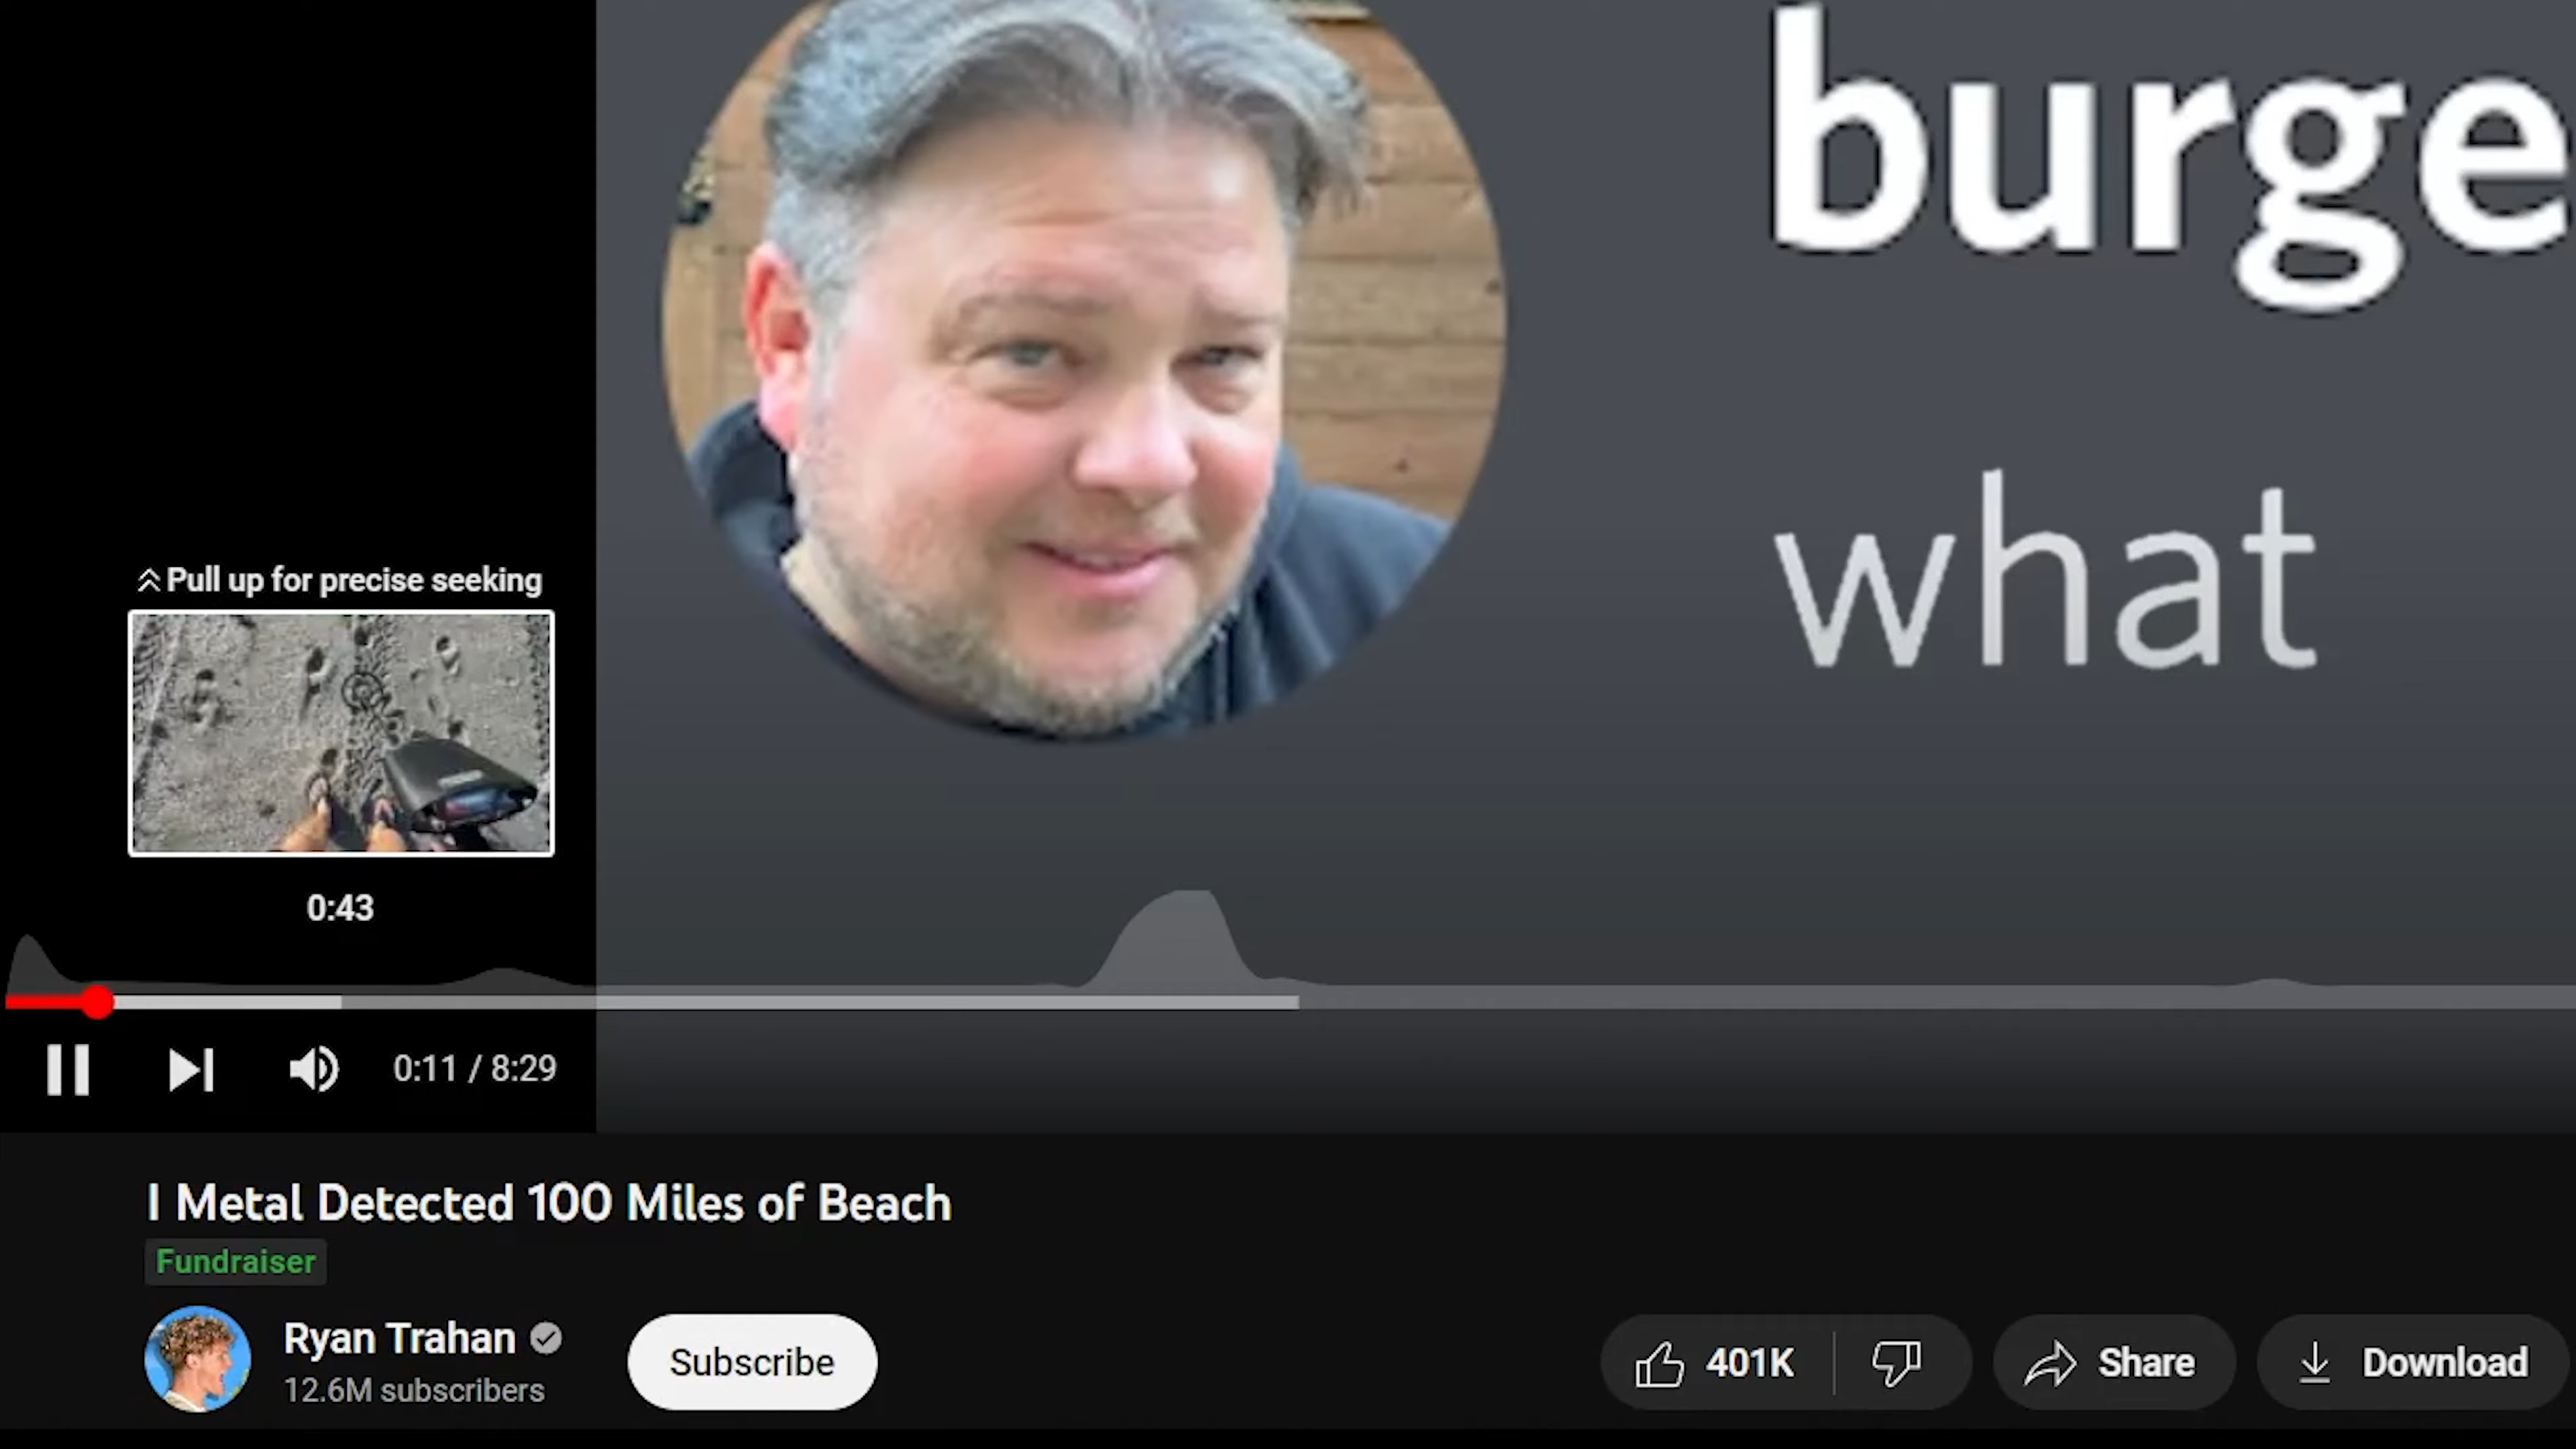 burge
what
Pull up for precise seeking
0:43
0:11 / 8:29
I Metal Detected 100 Miles of Beach
Fundraiser
Ryan Trahan
12.6M subscribers
Subscribe
401K
Share
Download